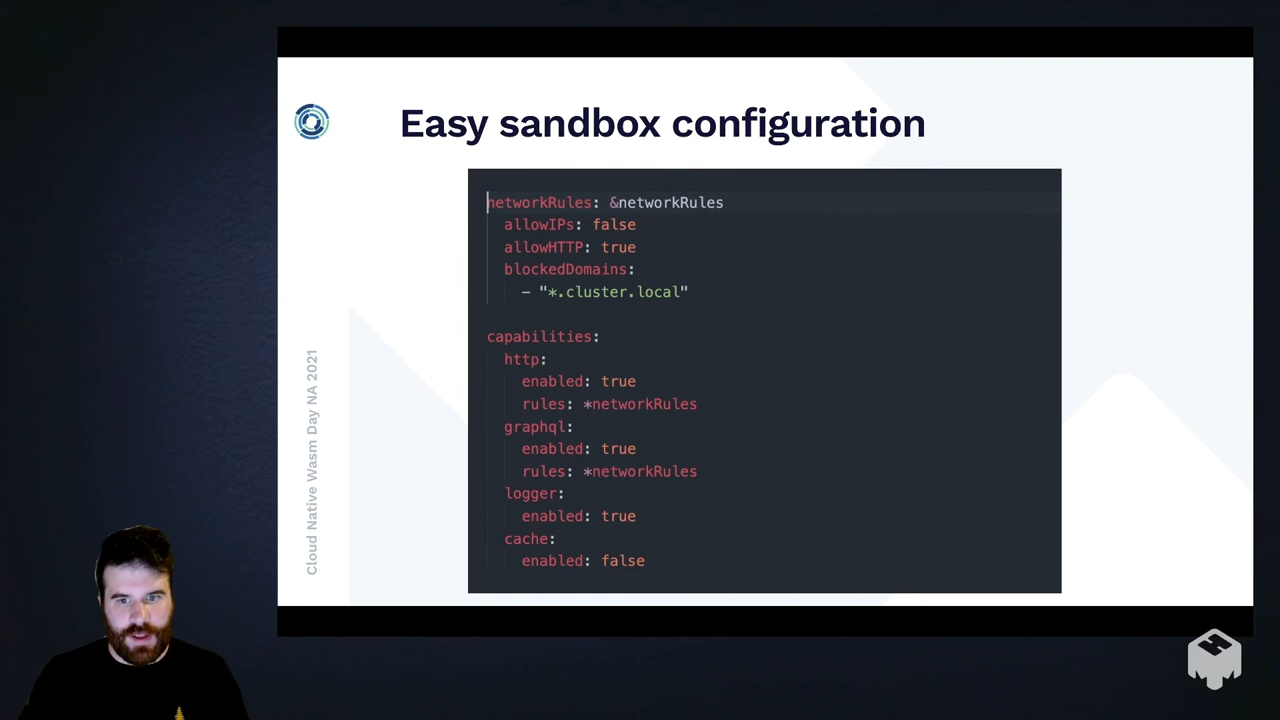 Easy sandbox configuration
networkRules: &networkRules
allowIPs: false
allowHTTP: true
blockedDomains:
- "*.cluster.local"
capabilities:
http:
enabled: true
rules: *networkRules
graphql:
enabled: true
rules: *networkRules
logger:
enabled: true
cache:
enabled: false
Cloud Native Wasm Day NA 2021